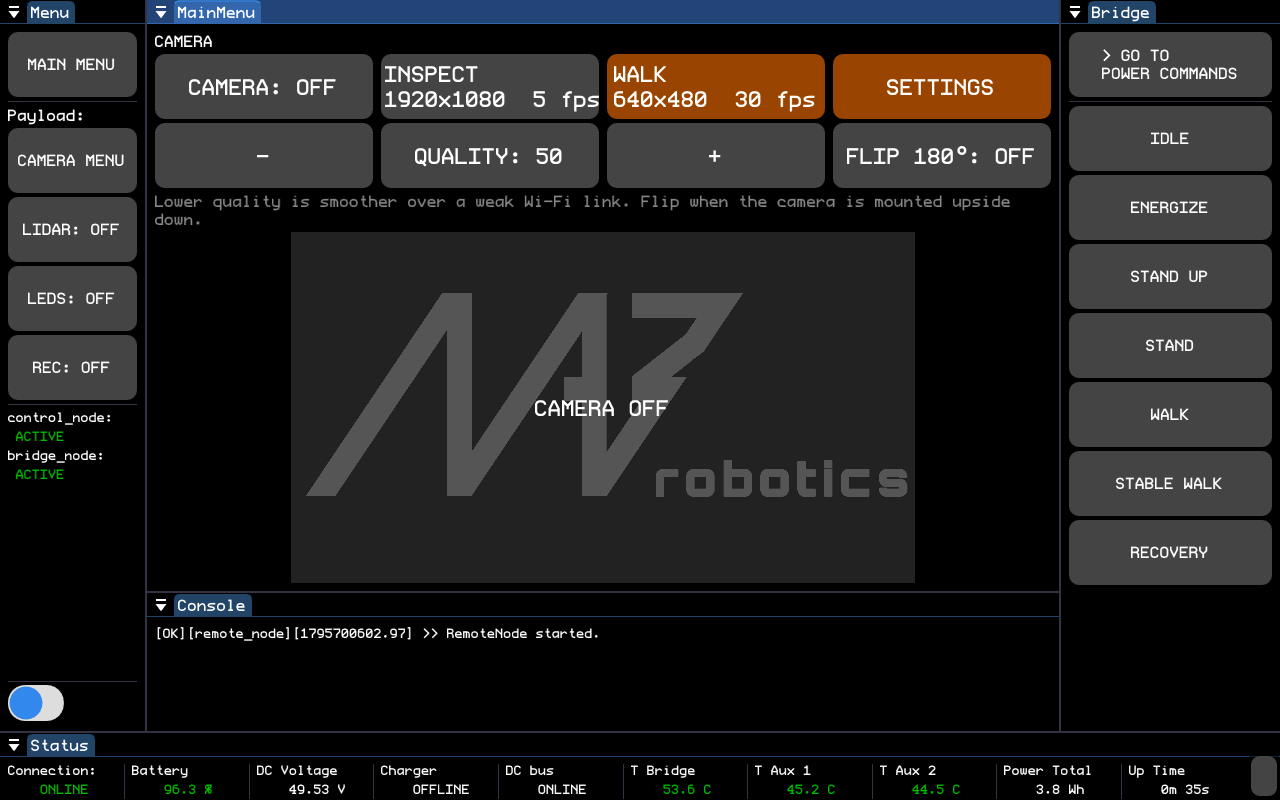 Menu
MAIN MENU
Payload:
CAMERA MENU
LIDAR: OFF
LEDS: OFF
REC: OFF
control_node:
ACTIVE
bridge_node:
ACTIVE
MainMenu
CAMERA
CAMERA: OFF
INSPECT
1920x1080  5 fps
WALK
640x480  30 fps
SETTINGS
-
QUALITY: 50
+
FLIP 180°: OFF
Lower quality is smoother over a weak Wi-Fi link. Flip when the camera is mounted upside
down.
CAMERA OFF
robotics
Console
[OK][remote_node][1795700602.97] >> RemoteNode started.
Bridge
> GO TO
POWER COMMANDS
IDLE
ENERGIZE
STAND UP
STAND
WALK
STABLE WALK
RECOVERY
Status
Connection:
ONLINE
Battery
96.3 %
DC Voltage
49.53 V
Charger
OFFLINE
DC bus
ONLINE
T Bridge
53.6 C
T Aux 1
45.2 C
T Aux 2
44.5 C
Power Total
3.8 Wh
Up Time
0m 35s